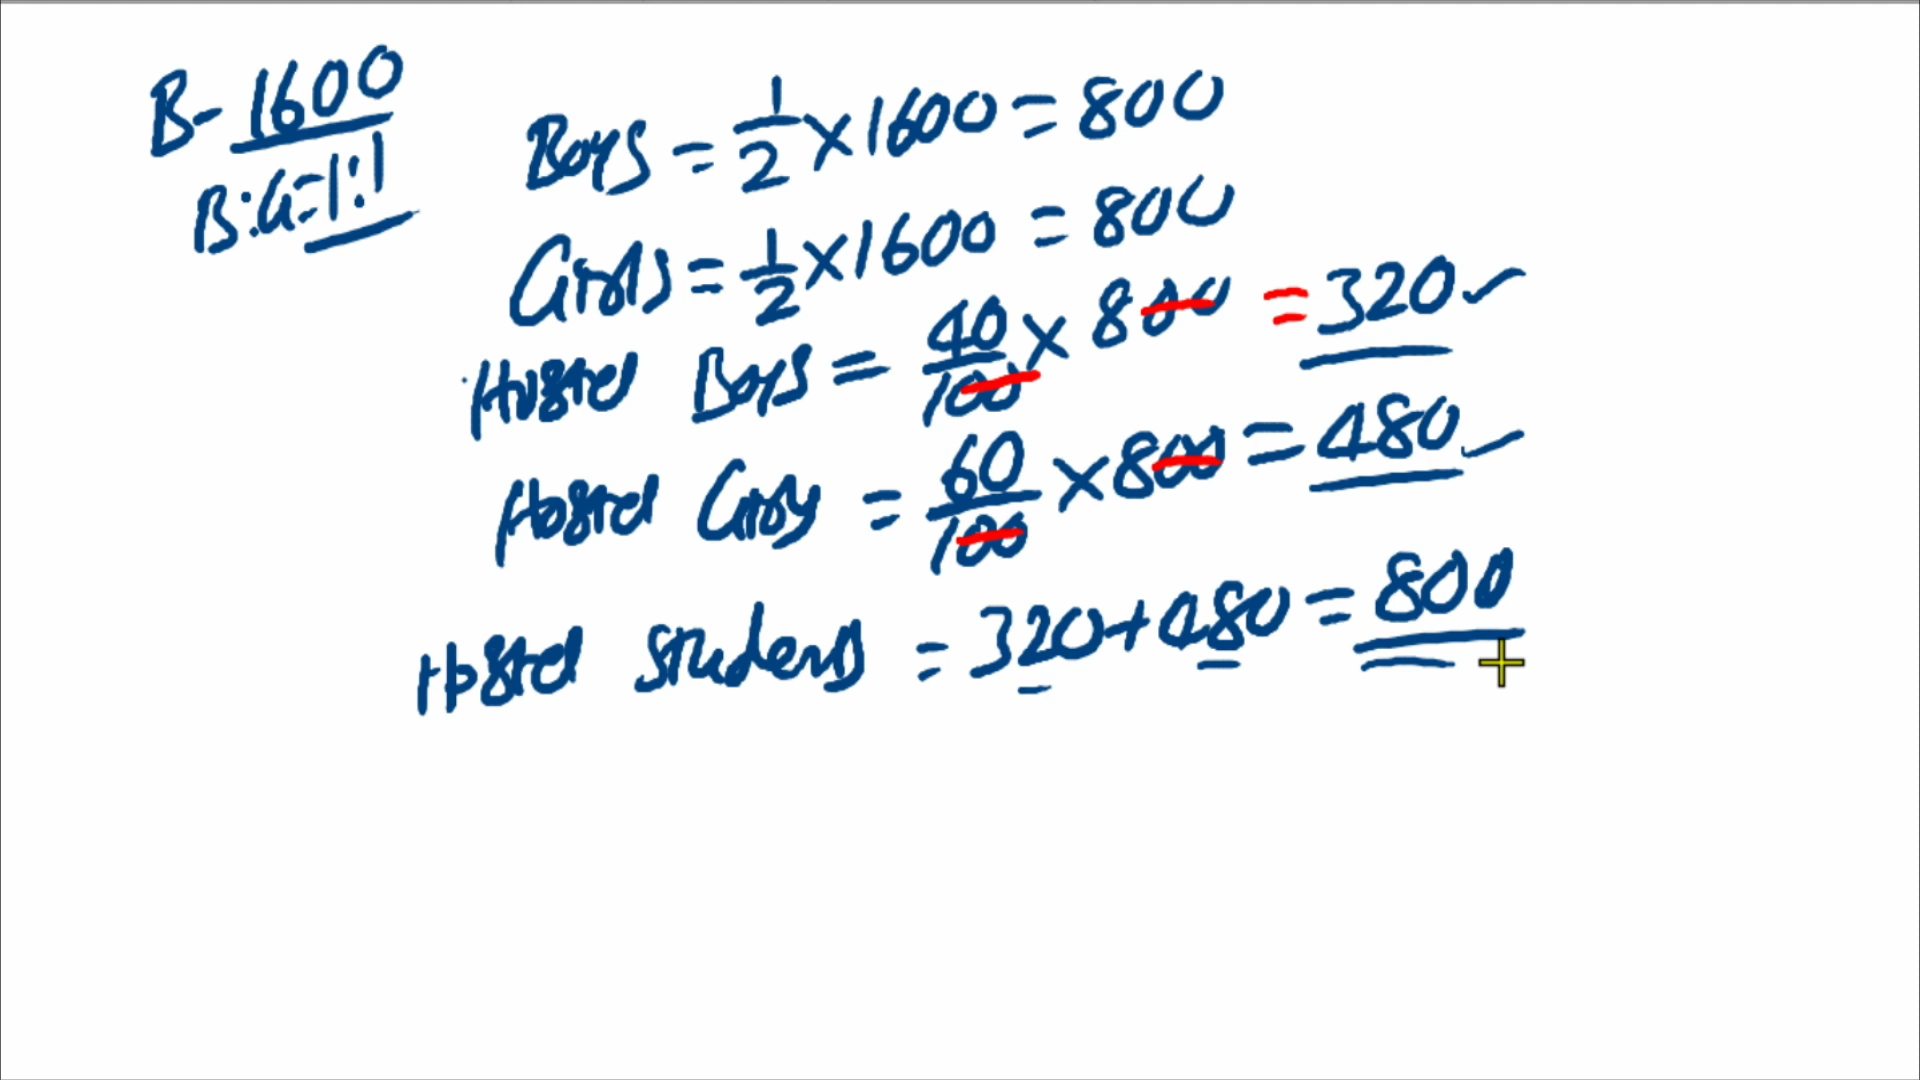 B- 1600
B:G=1:1
Boys = 1/2 × 1600 = 800
Girls = 1/2 × 1600 = 800
Hostel Boys = 40/100 × 800 = 320 ✓
Hostel Girls = 60/100 × 800 = 480 ✓
Hostel Students = 320+480 = 800